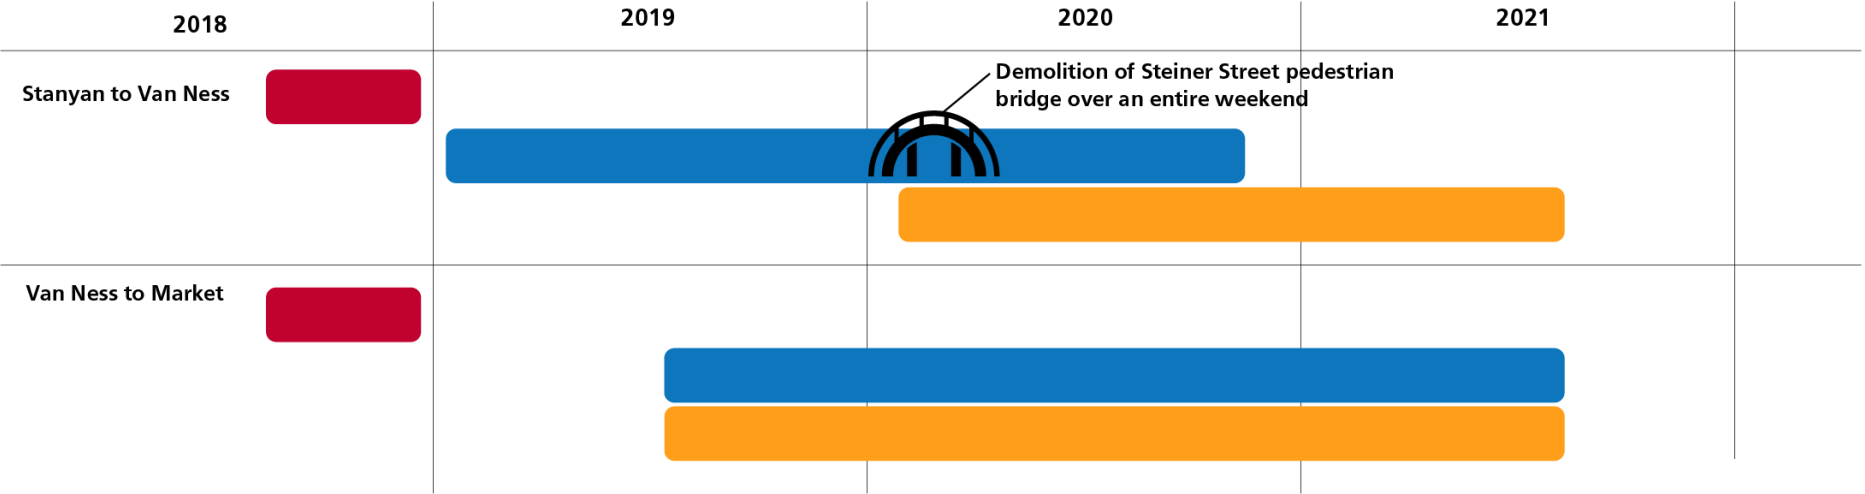 2018
2019
2020
2021
Stanyan to Van Ness
Demolition of Steiner Street pedestrian
bridge over an entire weekend
Van Ness to Market